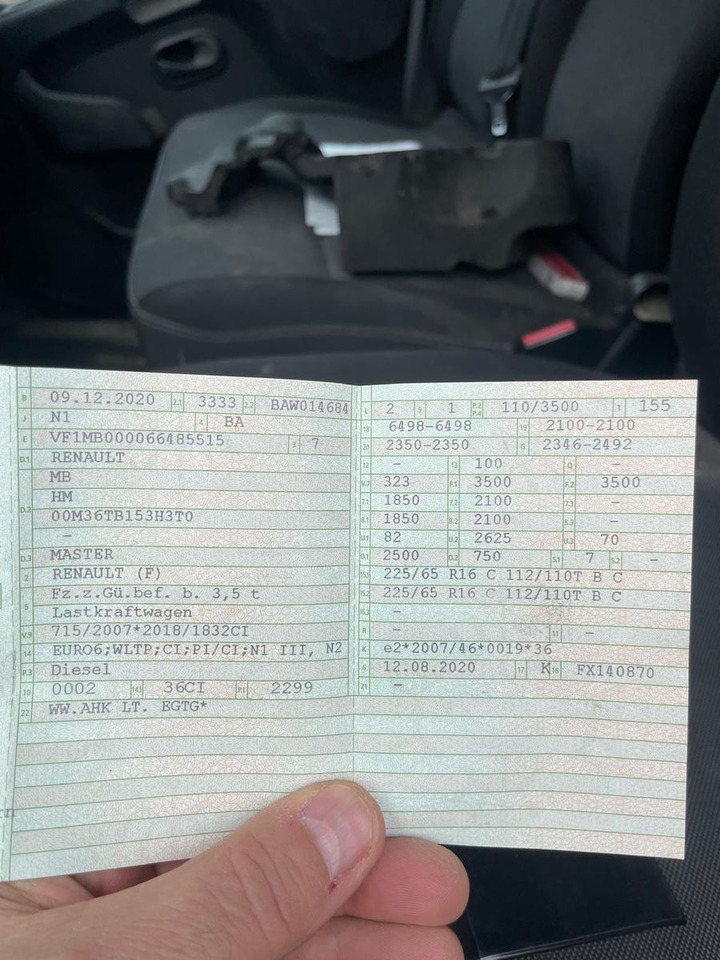 B 09.12.2020 2.1 3333 2.2 BAW014684
J N1 4 BA
E VF1MB000066485515 3 7
D.1 RENAULT
MB
HM
D.2 00M36TB153H3T0
–
D.3 MASTER
2 RENAULT (F)
Fz.z.Gü.bef. b. 3,5 t
5 Lastkraftwagen
V.9 715/2007*2018/1832CI
14 EURO6;WLTP;CI;PI/CI;N1 III, N2
P.3 Diesel
10 0002 14.1 36CI P.1 2299
22 WW.AHK LT. EGTG*
L 2 9 1 P.2 P.4 110/3500 T 155
18 6498-6498 19 2100-2100
20 2350-2350 G 2346-2492
12 – 13 100 Q –
V.7 323 F.1 3500 F.2 3500
7.1 1850 7.2 2100
8.1 1850 8.2 2100 8.3 –
U.1 82 U.2 2625 U.3 70
O.1 2500 O.2 750 S.1 7 S.2 –
15.1 225/65 R16 C 112/110T B C
15.2 225/65 R16 C 112/110T B C
15.3 –
R 11 –
K e2*2007/46*0019*36
6 12.08.2020 17 K 16 FX140870
21 –